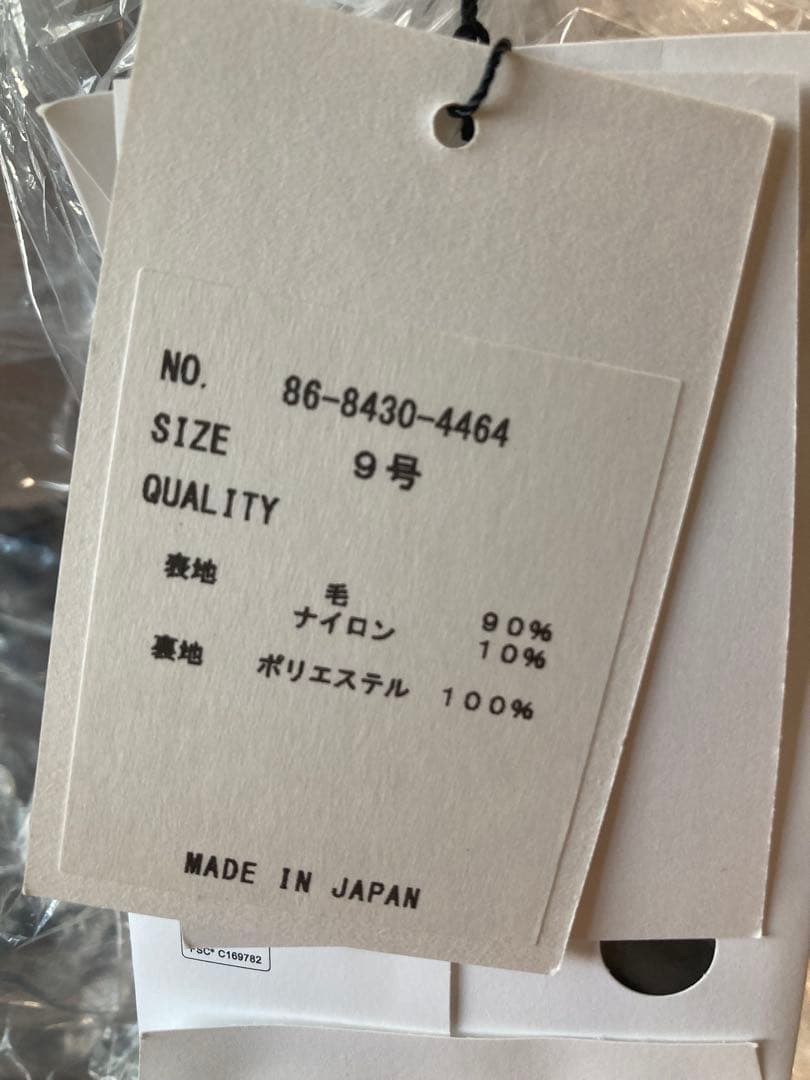 NO. 86-8430-4464
SIZE 9号
QUALITY
表地 毛 90%
ナイロン 10%
裏地 ポリエステル 100%
MADE IN JAPAN
FSC® C169782